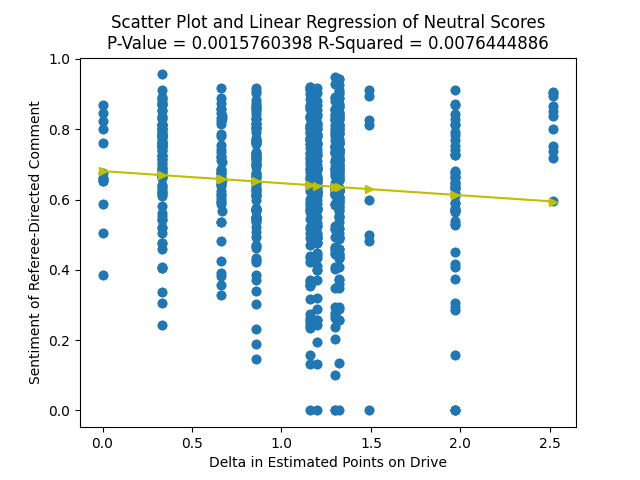 Scatter Plot and Linear Regression of Neutral Scores
P-Value = 0.0015760398 R-Squared = 0.0076444886
Sentiment of Referee-Directed Comment
1.0
0.8
0.6
0.4
0.2
0.0
0.0 0.5 1.0 1.5 2.0 2.5
Delta in Estimated Points on Drive